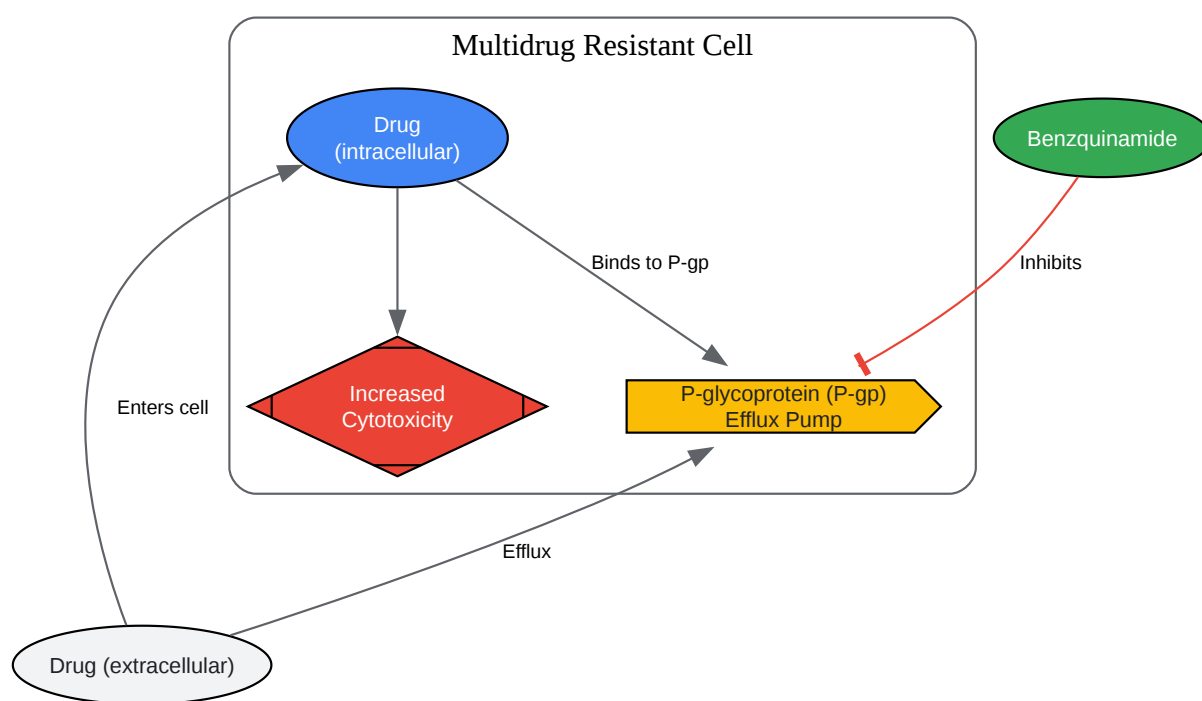 Multidrug Resistant Cell
Drug
(intracellular)
Benzquinamide
Binds to P-gp
Inhibits
Enters cell
Increased
Cytotoxicity
P-glycoprotein (P-gp)
Efflux Pump
Efflux
Drug (extracellular)